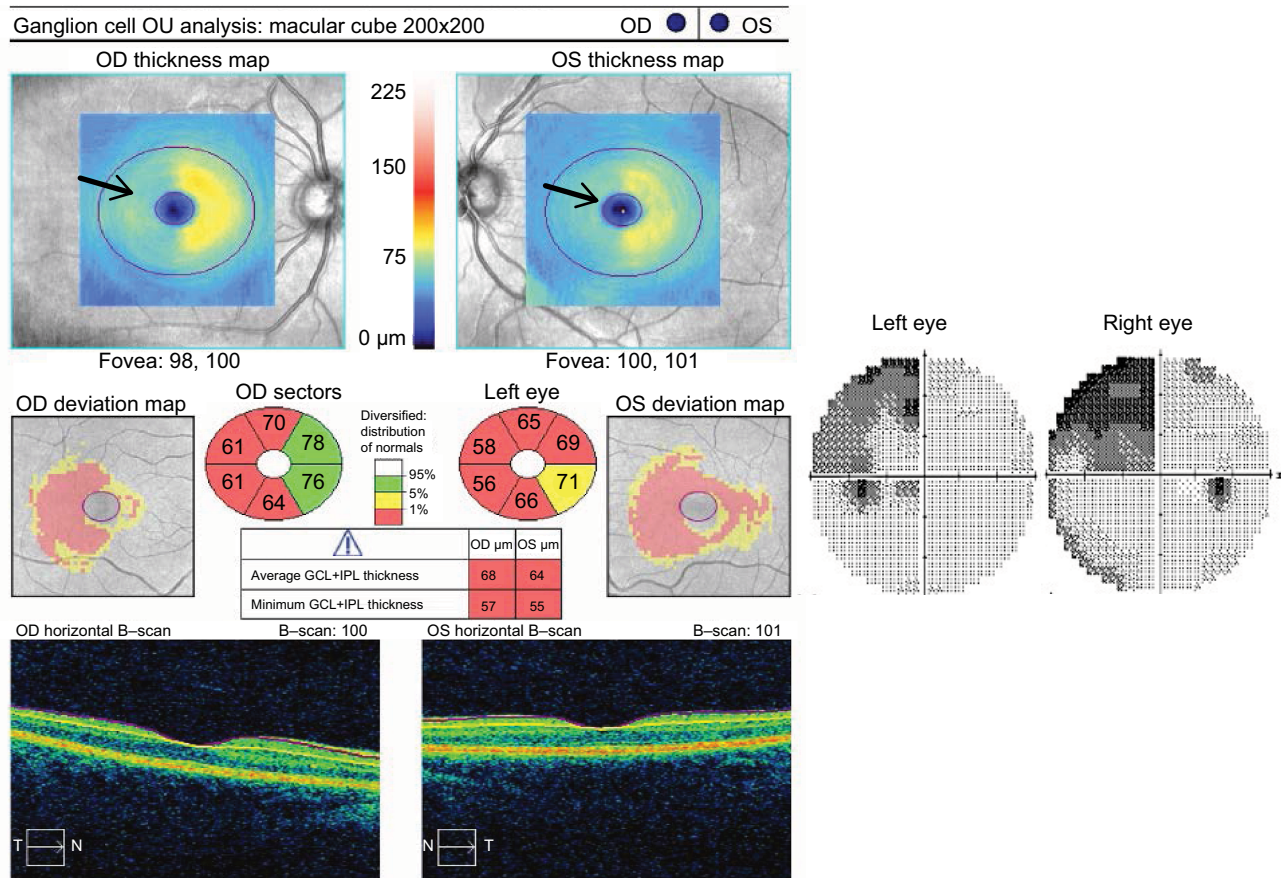 Ganglion cell OU analysis: macular cube 200x200
OD
OS
OD thickness map
OS thickness map
225
150
75
0 µm
Fovea: 98, 100
Fovea: 100, 101
Left eye
Right eye
OD deviation map
OD sectors
Left eye
OS deviation map
70
78
76
64
61
61
Diversified:
distribution
of normals
95%
5%
1%
65
69
71
66
56
58
OD µm
OS µm
Average GCL+IPL thickness
68
64
Minimum GCL+IPL thickness
57
55
OD horizontal B–scan
B–scan: 100
OS horizontal B–scan
B–scan: 101
T
N
N
T